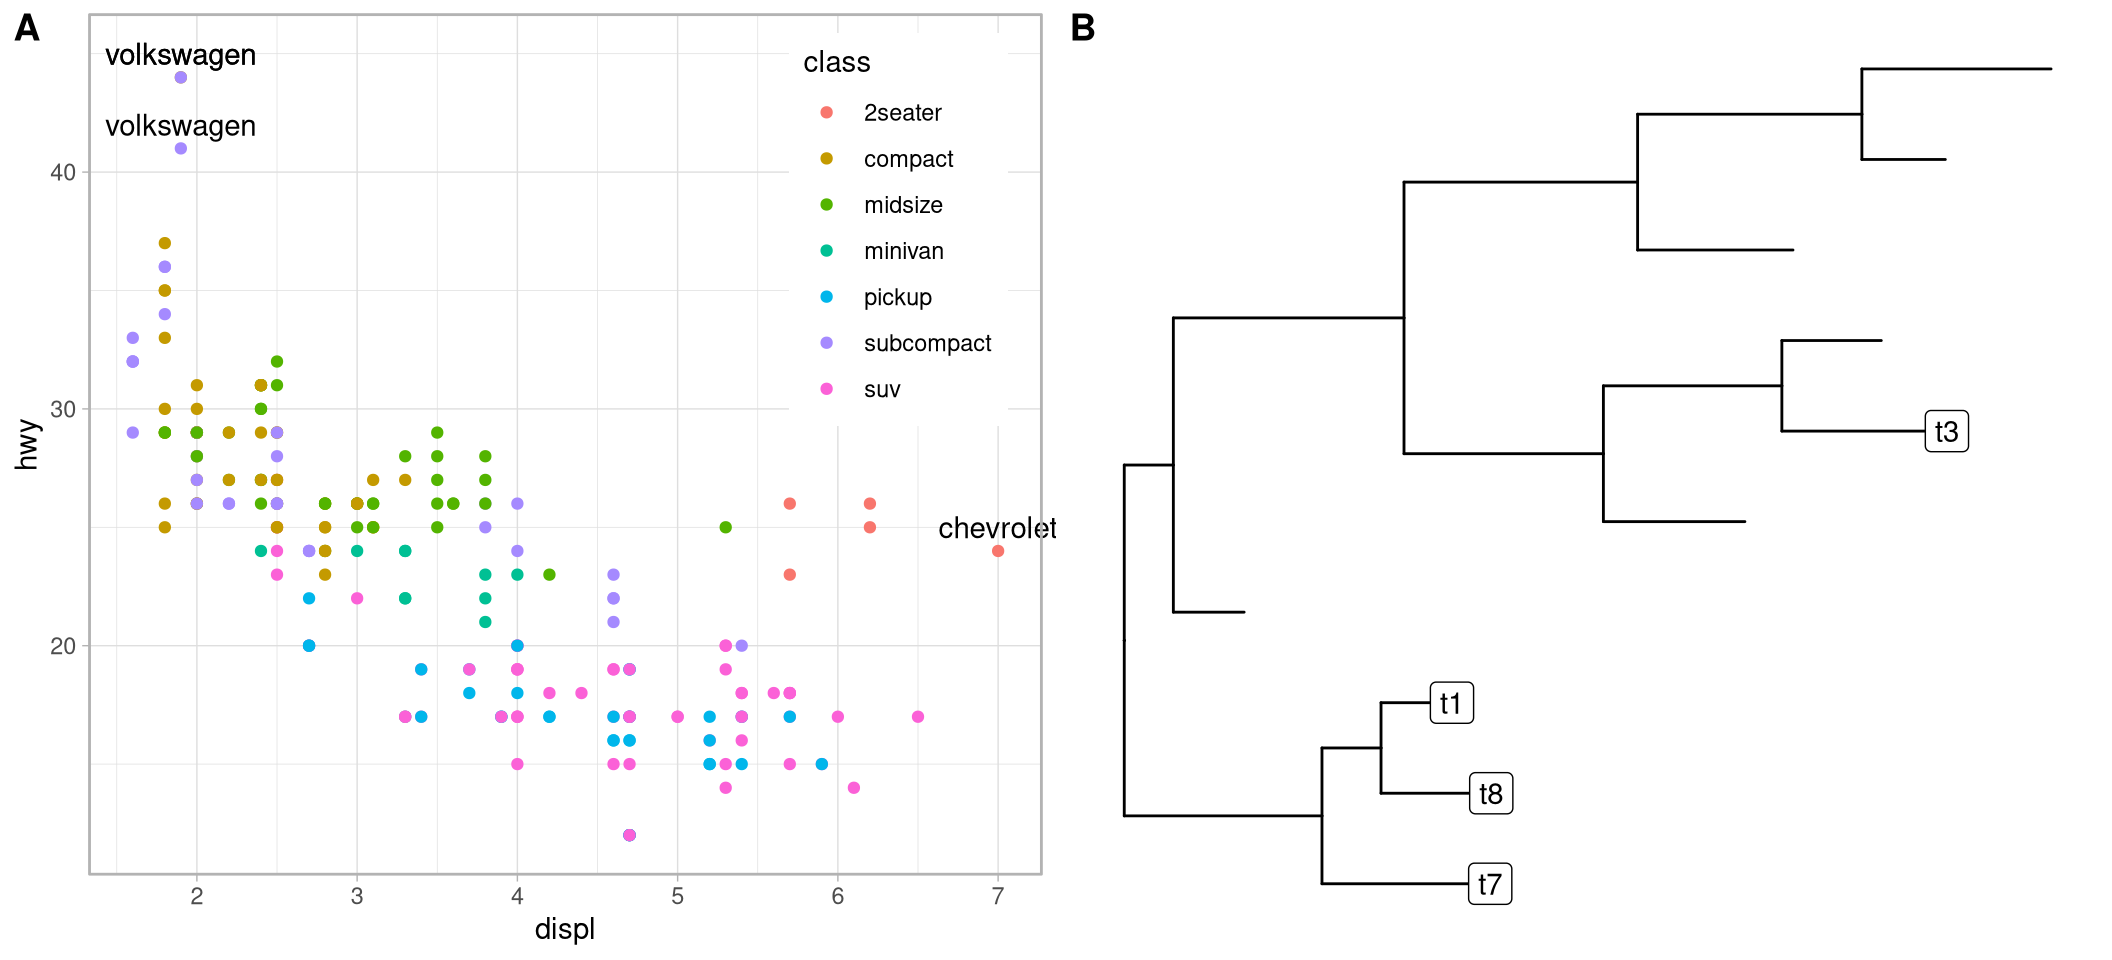 A
volkswagen
volkswagen
class
2seater
compact
midsize
minivan
pickup
subcompact
suv
chevrolet
40
30
20
hwy
2 3 4 5 6 7
displ
B
t3
t1
t8
t7